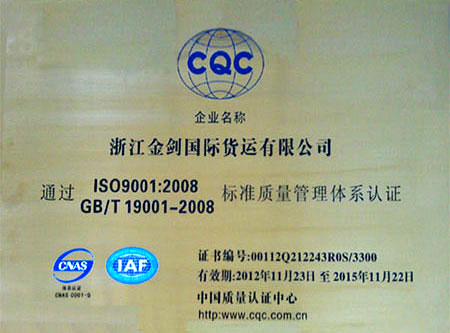 CQC
企业名称
浙江金剑国际货运有限公司
通过 ISO9001:2008 标准质量管理体系认证
GB/T 19001-2008
证书编号:00112Q212243R0S/3300
有效期:2012年11月23日 至 2015年11月22日
中国质量认证中心
http:www.cqc.com.cn
CNAS
IAF
CNAS 0001-Q